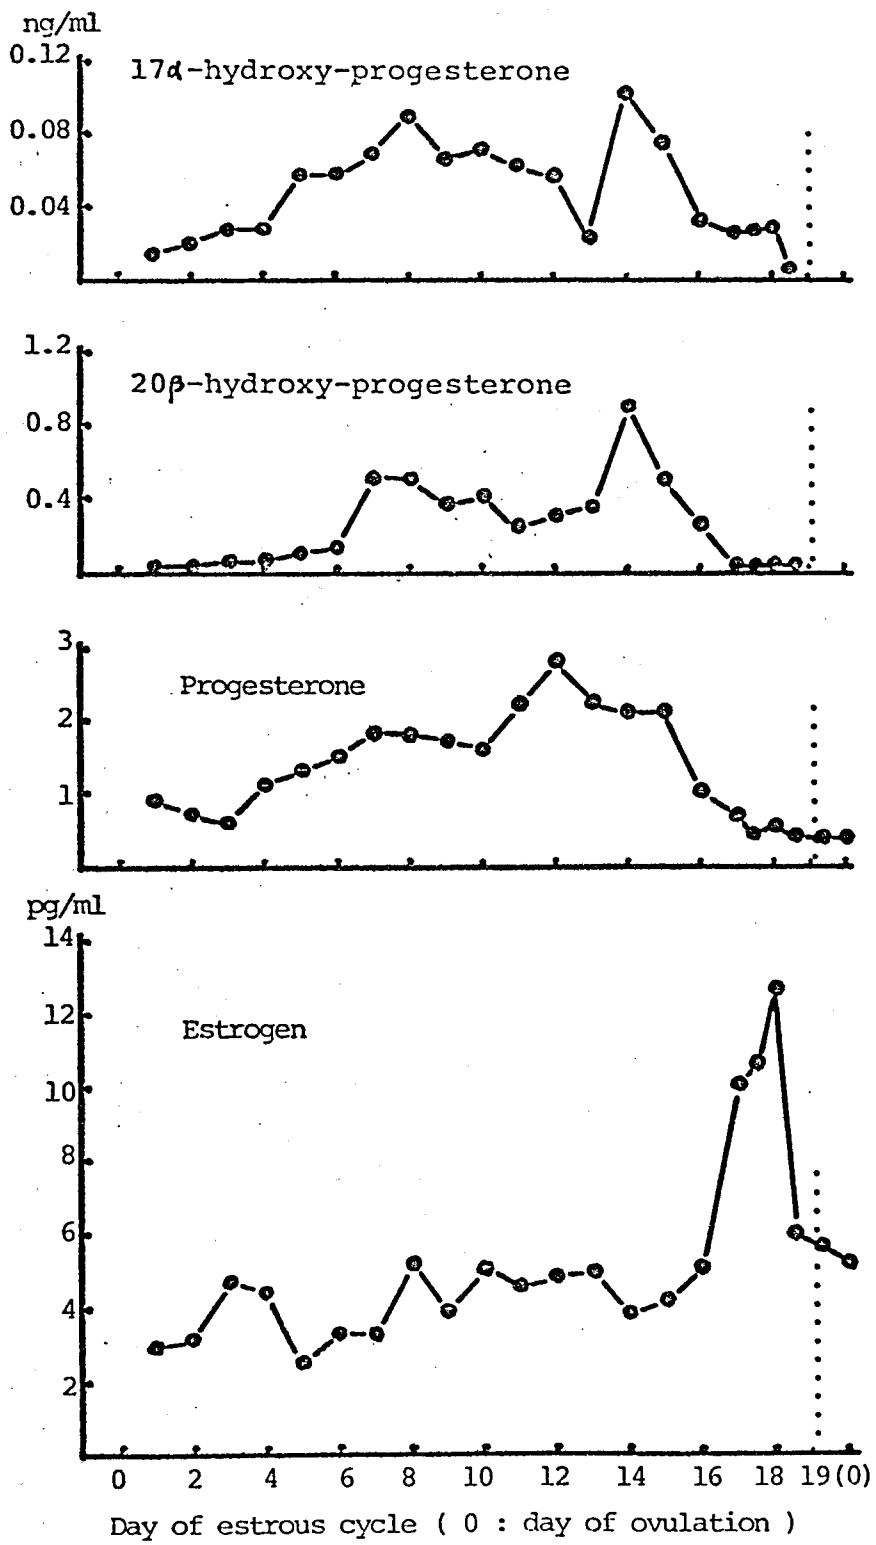 ng/ml
0.12
17α-hydroxy-progesterone
0.08
0.04
1.2
20β-hydroxy-progesterone
0.8
0.4
3
Progesterone
2
1
pg/ml
14
12
Estrogen
10
8
6
4
2
0 2 4 6 8 10 12 14 16 18 19(0)
Day of estrous cycle ( 0 : day of ovulation )